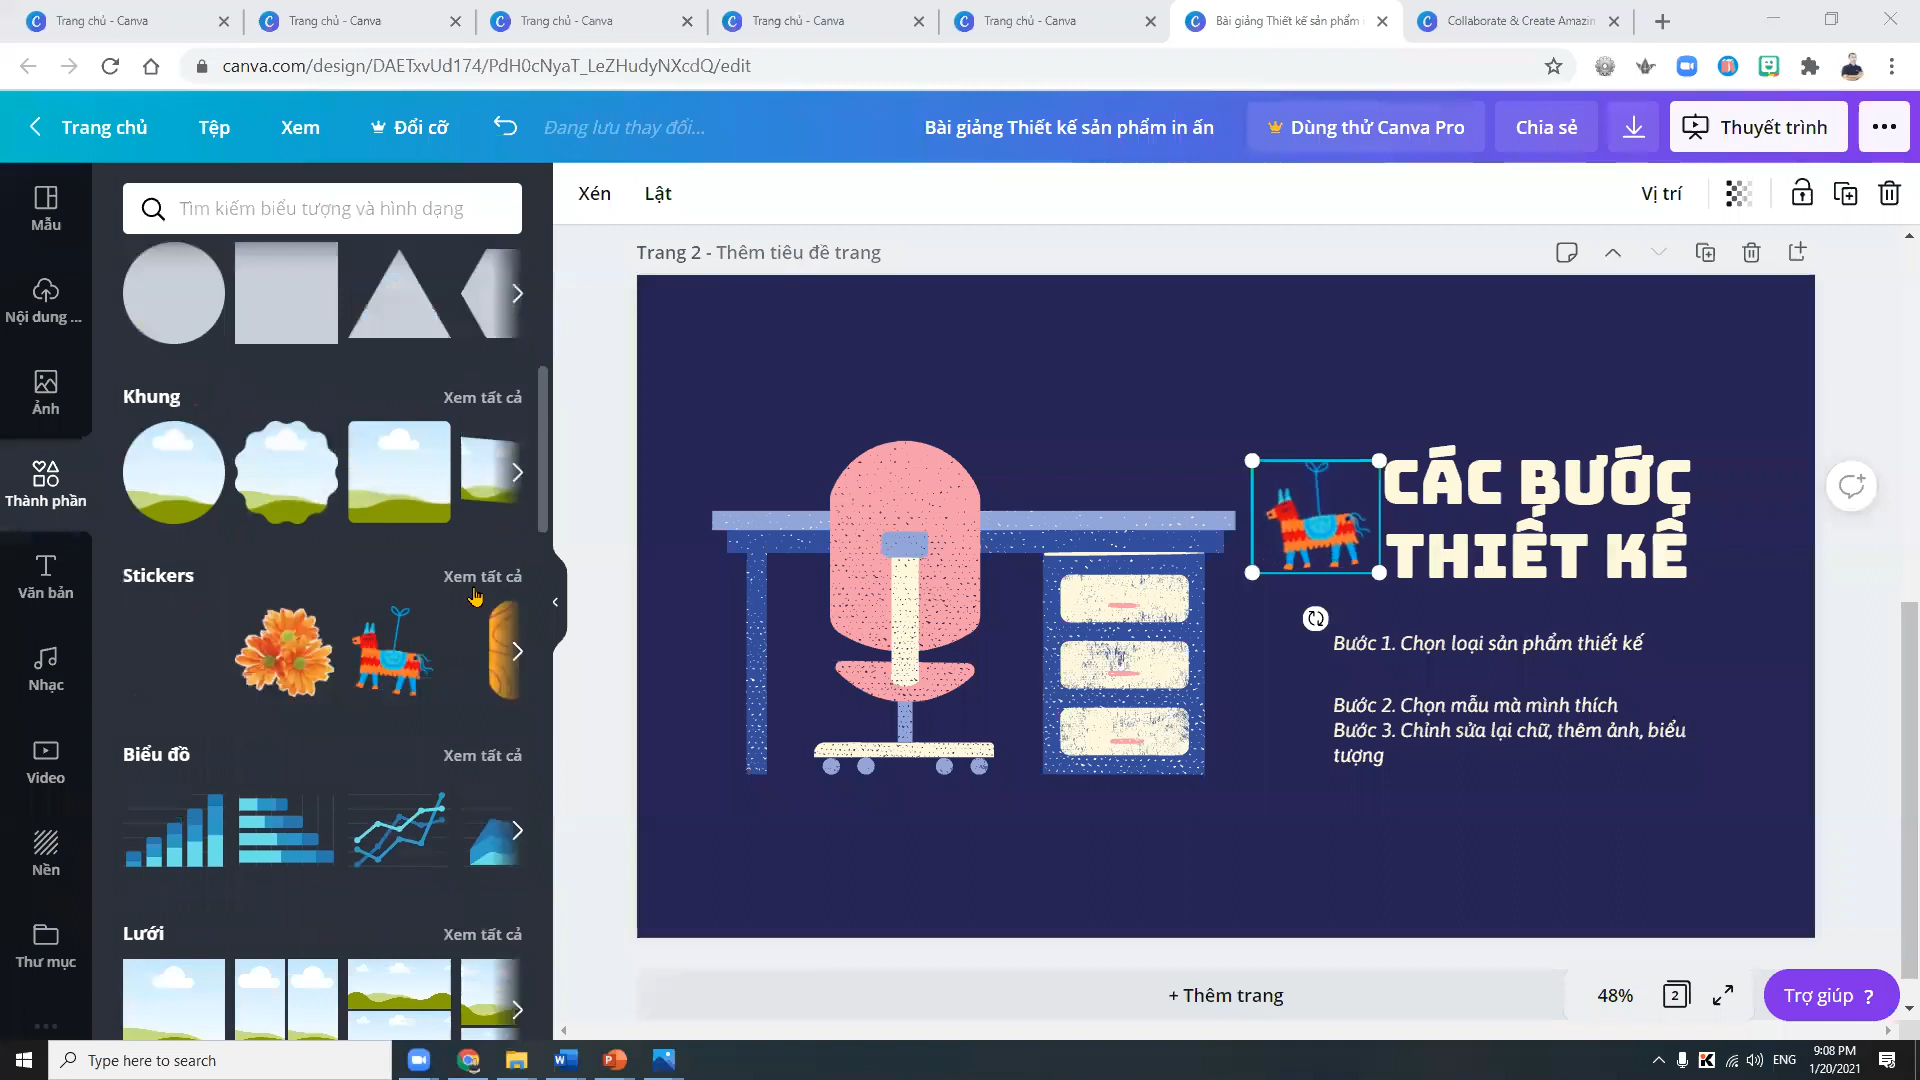 Trang chủ - Canva
Trang chủ - Canva
Trang chủ - Canva
Trang chủ - Canva
Trang chủ - Canva
Bài giảng Thiết kế sản phẩm i
Collaborate & Create Amazin
canva.com/design/DAETxvUd174/PdH0cNyaT_LeZHudyNXcdQ/edit
Trang chủ
Tệp
Xem
Đổi cỡ
Đang lưu thay đổi...
Bài giảng Thiết kế sản phẩm in ấn
Dùng thử Canva Pro
Chia sẻ
Thuyết trình
Mẫu
Nội dung ...
Ảnh
Thành phần
Văn bản
Nhạc
Video
Nền
Thư mục
Tìm kiếm biểu tượng và hình dạng
Khung
Xem tất cả
Stickers
Xem tất cả
Biểu đồ
Xem tất cả
Lưới
Xem tất cả
Xén
Lật
Vị trí
Trang 2 - Thêm tiêu đề trang
CÁC BƯỚC
THIẾT KẾ
Bước 1. Chọn loại sản phẩm thiết kế
Bước 2. Chọn mẫu mà mình thích
Bước 3. Chỉnh sửa lại chữ, thêm ảnh, biểu
tượng
+ Thêm trang
48%
2
Trợ giúp ?
Type here to search
ENG
9:08 PM
1/20/2021